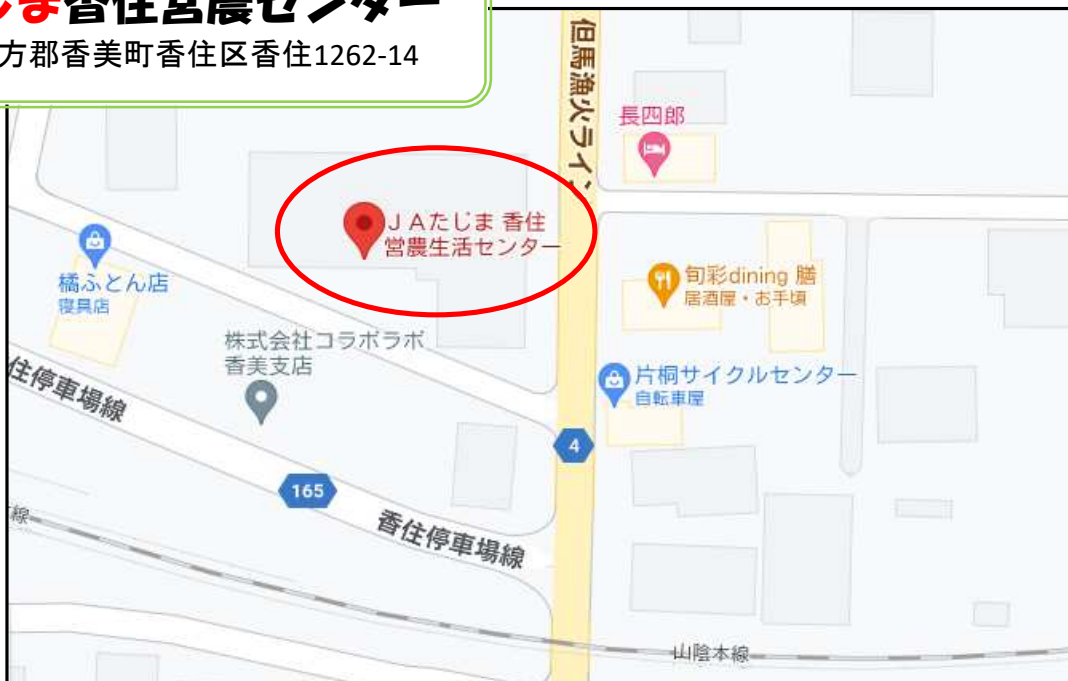 じま香住営農センター
方郡香美町香住区香住1262-14
但馬漁火ライン
長四郎
JAたじま 香住
営農生活センター
橘ふとん店
寝具店
旬彩dining 膳
居酒屋・お手頃
株式会社コラボラボ
香美支店
片桐サイクルセンター
自転車屋
住停車場線
4
165
香住停車場線
線
山陰本線